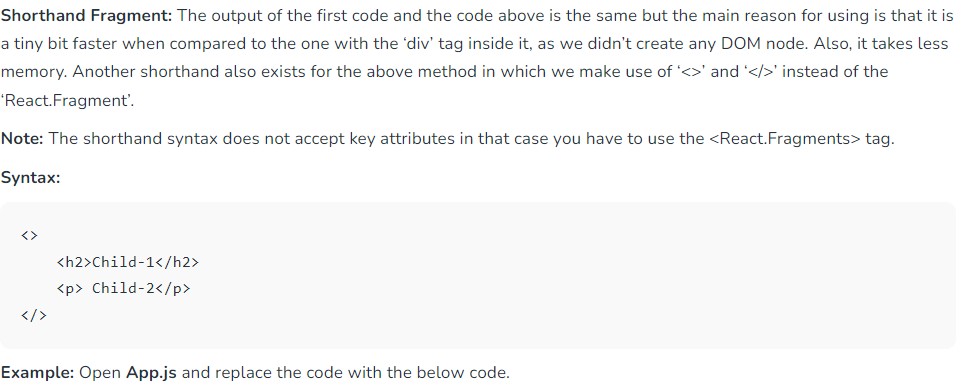 Shorthand Fragment: The output of the first code and the code above is the same but the main reason for using is that it is
a tiny bit faster when compared to the one with the ‘div’ tag inside it, as we didn’t create any DOM node. Also, it takes less
memory. Another shorthand also exists for the above method in which we make use of ‘<>’ and ‘</>’ instead of the
‘React.Fragment’.
Note: The shorthand syntax does not accept key attributes in that case you have to use the <React.Fragments> tag.
Syntax:
<>
    <h2>Child-1</h2>
    <p> Child-2</p>
</>
Example: Open App.js and replace the code with the below code.